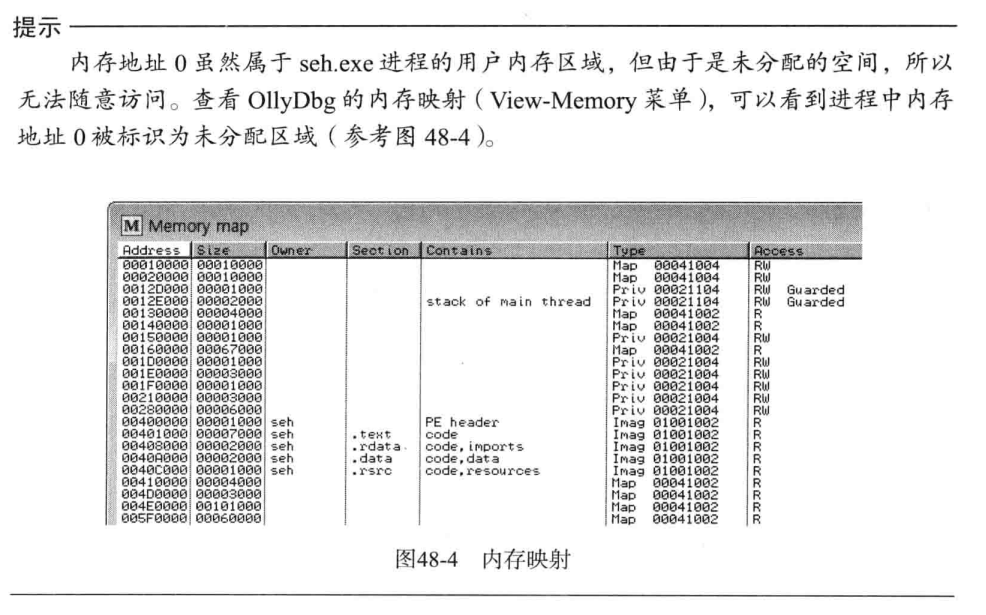 提示
内存地址 0 虽然属于 seh.exe 进程的用户内存区域，但由于是未分配的空间，所以
无法随意访问。查看 OllyDbg 的内存映射（View-Memory 菜单），可以看到进程中内存
地址 0 被标识为未分配区域（参考图 48-4）。
M Memory map
Address Size Owner Section Contains Type Access
00010000 00010000 Map 00041004 RW
00020000 00010000 Map 00041004 RW
0012D000 00001000 Priv 00021104 RW Guarded
0012E000 00002000 stack of main thread Priv 00021104 RW Guarded
00130000 00004000 Map 00041002 R
00140000 00001000 Map 00041002 R
00150000 00001000 Priv 00021004 RW
00160000 00067000 Map 00041002 R
001D0000 00001000 Priv 00021004 RW
001E0000 00003000 Priv 00021004 RW
001F0000 00001000 Priv 00021004 RW
00210000 00003000 Priv 00021004 RW
00280000 00006000 Priv 00021004 RW
00400000 00001000 seh PE header Imag 01001002 R
00401000 00007000 seh .text code Imag 01001002 R
00408000 00002000 seh .rdata code,imports Imag 01001002 R
0040A000 00002000 seh .data code,data Imag 01001002 R
0040C000 00001000 seh .rsrc code,resources Imag 01001002 R
00410000 00004000 Map 00041002 R
004D0000 00003000 Map 00041002 R
004E0000 00101000 Map 00041002 R
005F0000 00060000 Map 00041002 R
图48-4 内存映射